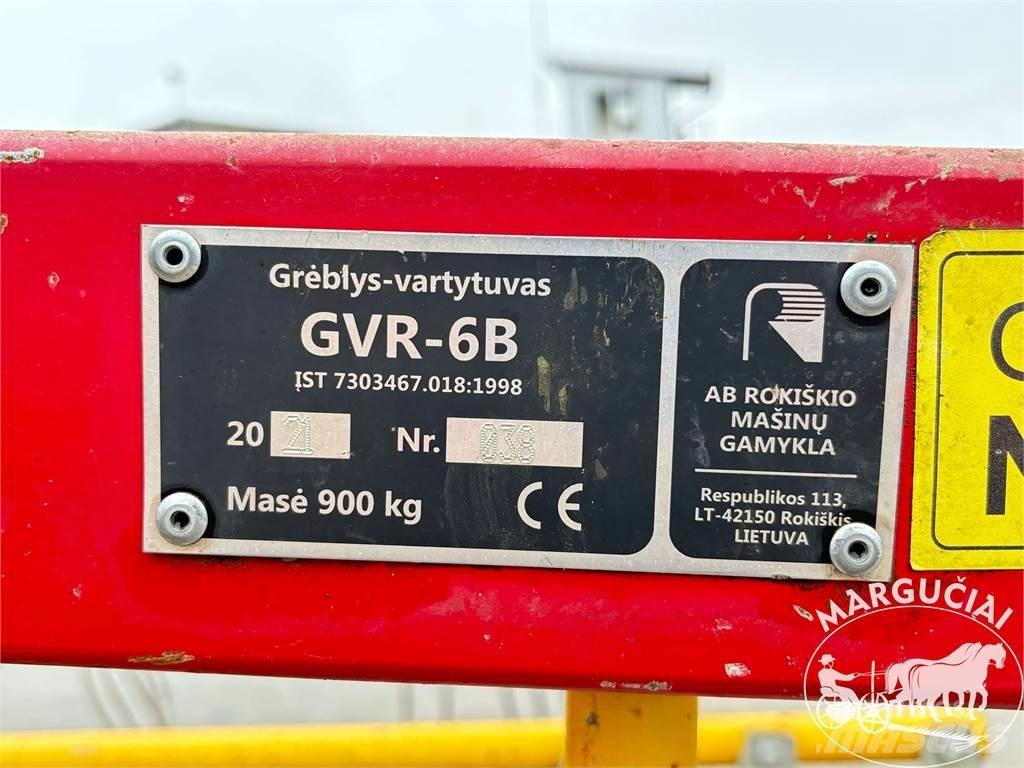 Grėblys-vartytuvas
GVR-6B
ĮST 7303467.018:1998
20 21 Nr. 038
Masė 900 kg CE
AB ROKIŠKIO
MAŠINŲ
GAMYKLA
Respublikos 113,
LT-42150 Rokiškis
LIETUVA
MARGUČIAI
MASCUS